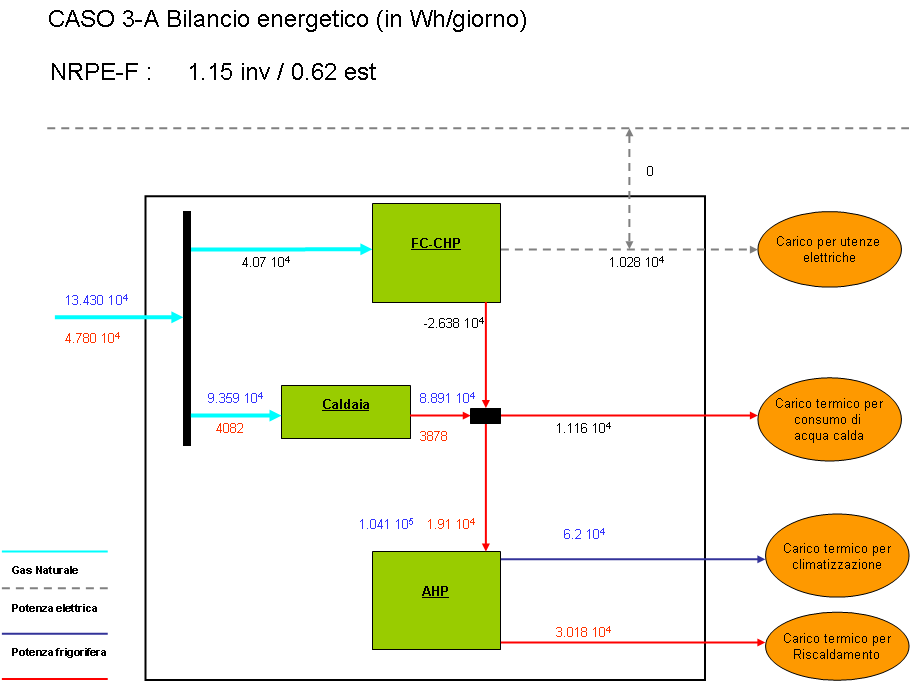 CASO 3-A Bilancio energetico (in Wh/giorno)
NRPE-F : 1.15 inv / 0.62 est
0
FC-CHP
Carico per utenze
elettriche
4.07 10⁴
1.028 10⁴
13.430 10⁴
4.780 10⁴
-2.638 10⁴
9.359 10⁴
4082
Caldaia
8.891 10⁴
3878
1.116 10⁴
Carico termico per
consumo di
acqua calda
1.041 10⁵
1.91 10⁴
6.2 10⁴
Carico termico per
climatizzazione
AHP
3.018 10⁴
Carico termico per
Riscaldamento
Gas Naturale
Potenza elettrica
Potenza frigorifera